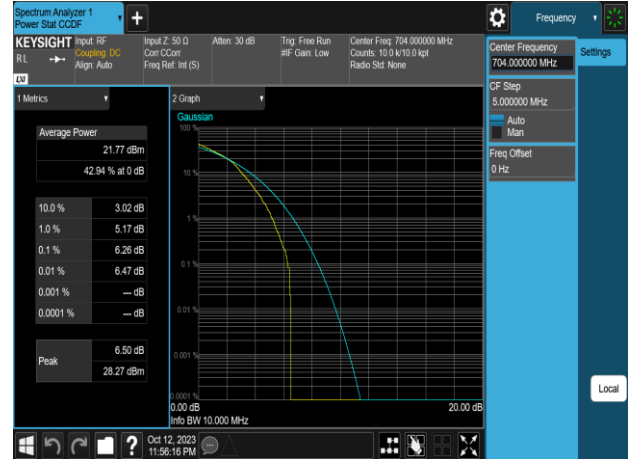 Spectrum Analyzer 1
Power Stat CCDF
+
Frequency
KEYSIGHT
RL
LXI
Input: RF
Coupling: DC
Align: Auto
Input Z: 50 Ω
Corr CCorr
Freq Ref: Int (S)
Atten: 30 dB
Trig: Free Run
#IF Gain: Low
Center Freq: 704.000000 MHz
Counts: 10.0 k/10.0 kpt
Radio Std: None
Center Frequency
704.000000 MHz
Settings
CF Step
5.000000 MHz
Auto
Man
Freq Offset
0 Hz
1 Metrics
Average Power
21.77 dBm
42.94 % at 0 dB
10.0 % 3.02 dB
1.0 % 5.17 dB
0.1 % 6.26 dB
0.01 % 6.47 dB
0.001 % --- dB
0.0001 % --- dB
Peak
6.50 dB
28.27 dBm
2 Graph
Gaussian
100 %
10 %
1 %
0.1 %
0.01 %
0.001 %
0.0001 %
0.00 dB 20.00 dB
Info BW 10.000 MHz
Local
?
Oct 12, 2023
11:56:16 PM